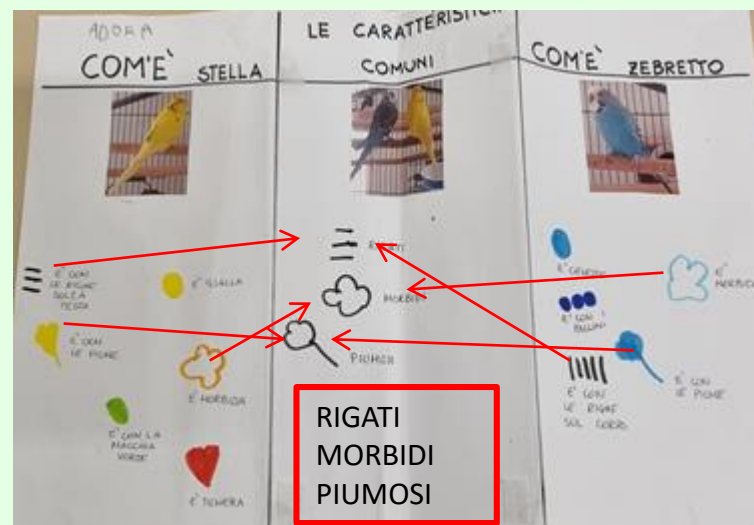 ADORA
COM'È STELLA
LE CARATTERISTICH
COMUNI
COM'È ZEBRETTO
E' CON
LE RIGHE
SULLA
TESTA
E' GIALLA
E' CON
LE PIUME
E' MORBIDA
E' CON LA
MACCHIA
VERDE
E' TENERA
RIGATI
MORBIDI
PIUMOSI
RIGATI
MORBIDI
PIUMOSI
E' CELESTE
E' MORBIDO
E' CON I
PALLINI
E' CON
LE RIGHE
SUL CORPO
E' CON
LE PIUME